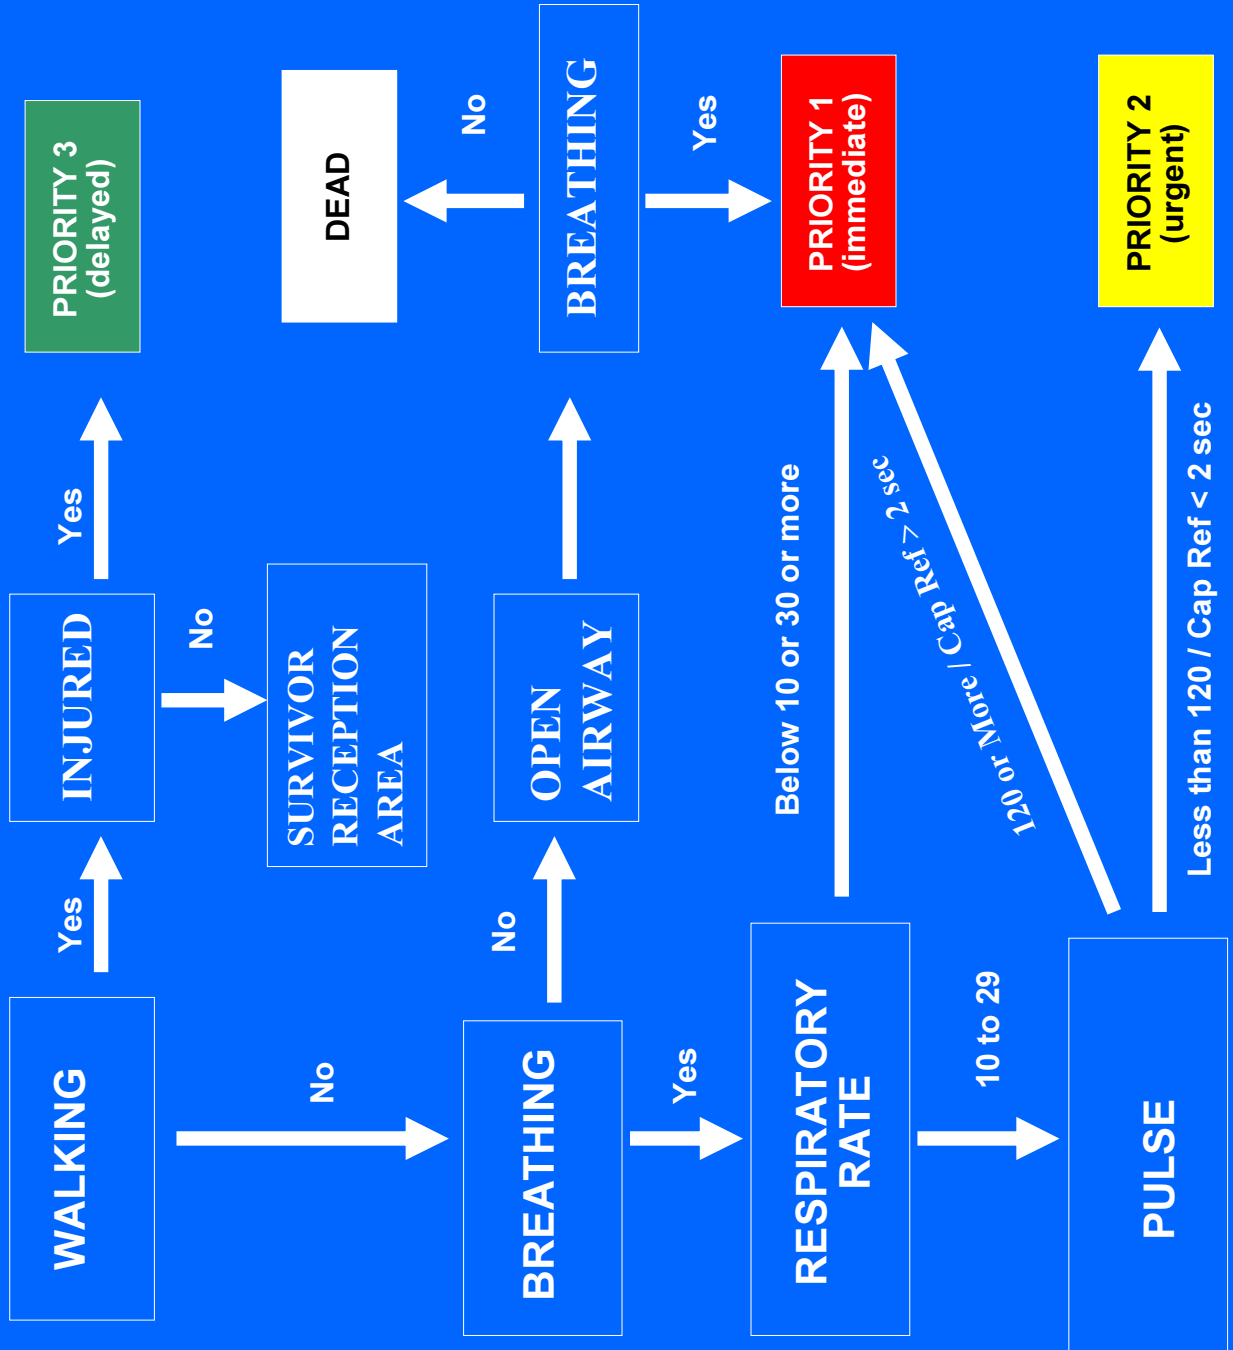 WALKING
Yes
INJURED
Yes
PRIORITY 3
(delayed)
No
No
SURVIVOR
RECEPTION
AREA
DEAD
No
BREATHING
No
OPEN
AIRWAY
BREATHING
Yes
Yes
RESPIRATORY
RATE
Below 10 or 30 or more
PRIORITY 1
(immediate)
10 to 29
120 or More / Cap Ref > 2 sec
PULSE
Less than 120 / Cap Ref < 2 sec
PRIORITY 2
(urgent)